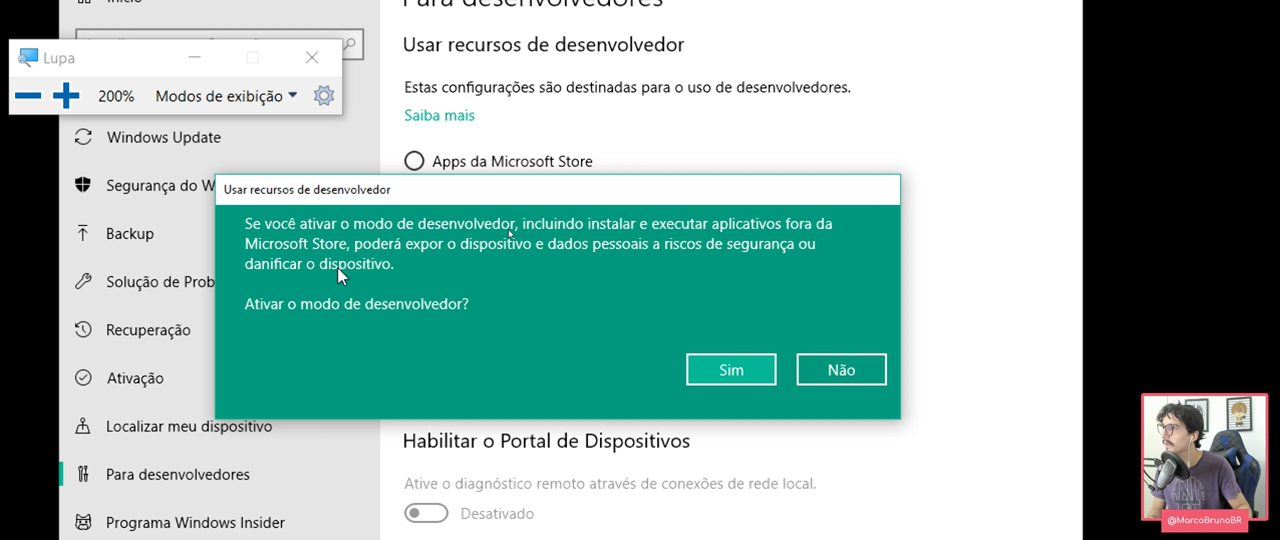 Início
Para desenvolvedores
Usar recursos de desenvolvedor
Lupa
Estas configurações são destinadas para o uso de desenvolvedores.
200%
Modos de exibição
Saiba mais
Windows Update
Apps da Microsoft Store
Segurança do W
Usar recursos de desenvolvedor
Se você ativar o modo de desenvolvedor, incluindo instalar e executar aplicativos fora da
Microsoft Store, poderá expor o dispositivo e dados pessoais a riscos de segurança ou
danificar o dispositivo.
Ativar o modo de desenvolvedor?
Sim
Não
Backup
Solução de Prob
Recuperação
Ativação
Localizar meu dispositivo
Para desenvolvedores
Programa Windows Insider
Habilitar o Portal de Dispositivos
Ative o diagnóstico remoto através de conexões de rede local.
Desativado
@MarcoBrunoBR